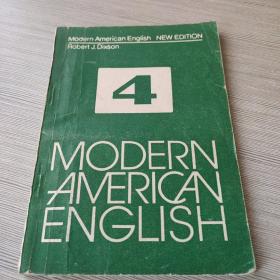 Modern American English NEW EDITION
Robert J. Dixson
4
MODERN
AMERICAN
ENGLISH